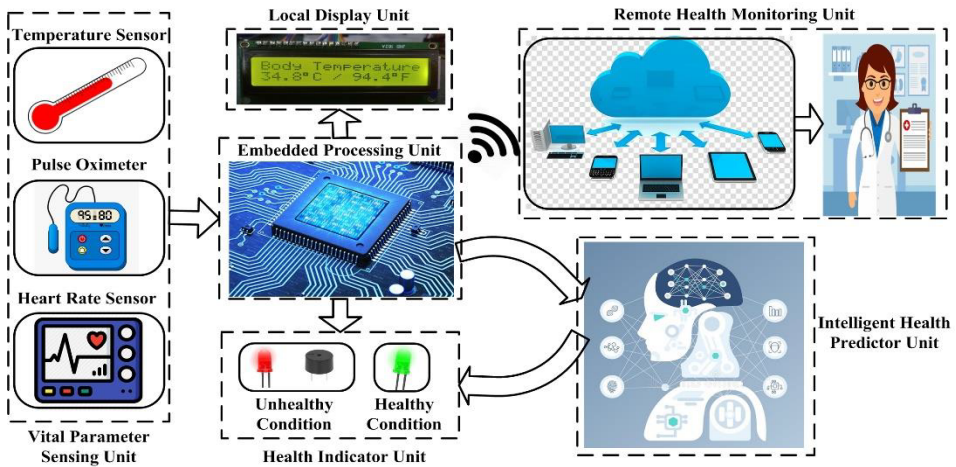 Temperature Sensor
Pulse Oximeter
95 80
Heart Rate Sensor
Vital Parameter
Sensing Unit
Local Display Unit
Body Temperature
34.8°C / 94.4°F
Embedded Processing Unit
Unhealthy
Condition
Healthy
Condition
Health Indicator Unit
Remote Health Monitoring Unit
Intelligent Health
Predictor Unit